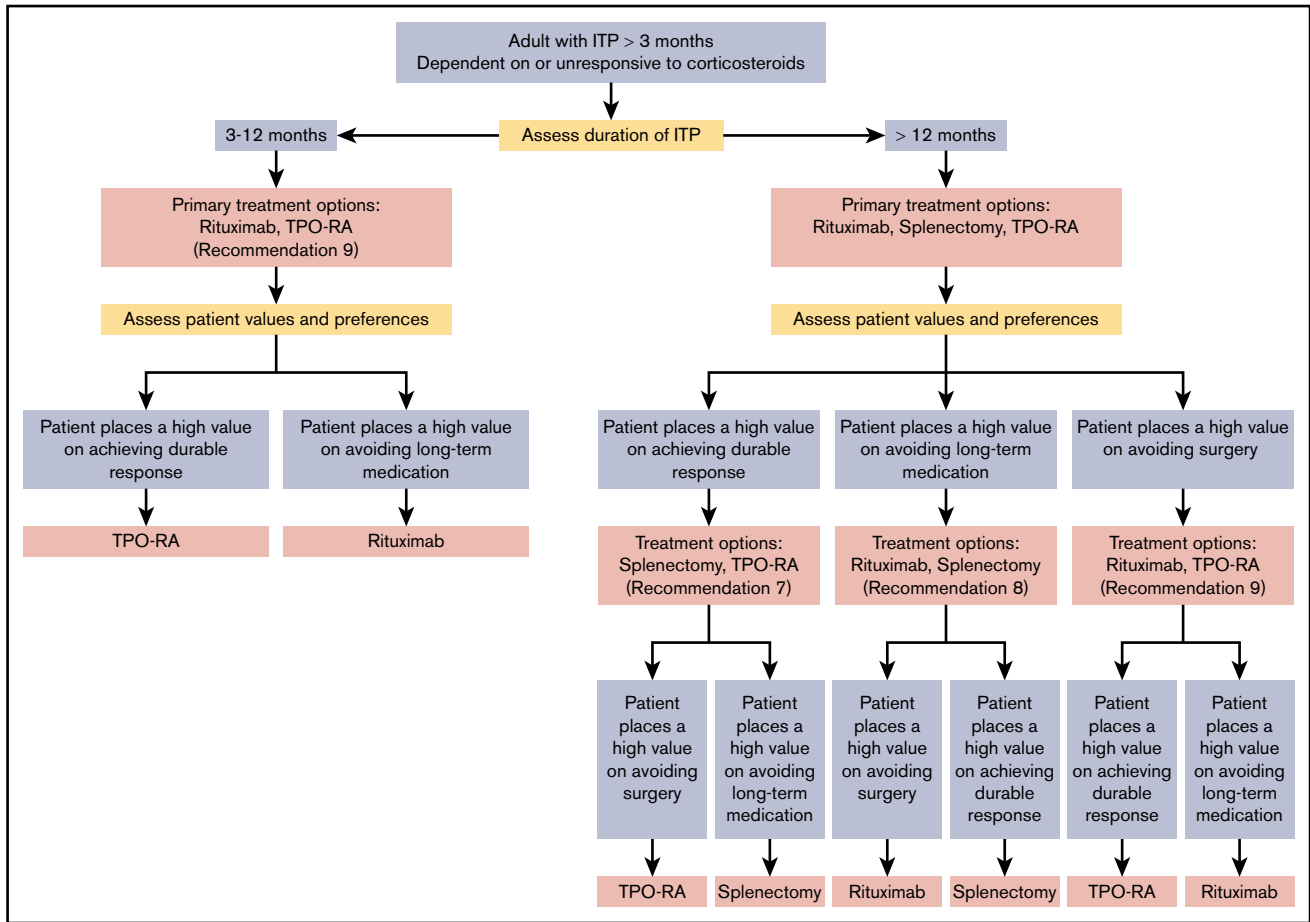 Adult with ITP > 3 months
Dependent on or unresponsive to corticosteroids
3-12 months
Assess duration of ITP
> 12 months
Primary treatment options:
Rituximab, TPO-RA
(Recommendation 9)
Primary treatment options:
Rituximab, Splenectomy, TPO-RA
Assess patient values and preferences
Assess patient values and preferences
Patient places a high value
on achieving durable
response
Patient places a high value
on avoiding long-term
medication
Patient places a high value
on achieving durable
response
Patient places a high value
on avoiding long-term
medication
Patient places a high value
on avoiding surgery
TPO-RA
Rituximab
Treatment options:
Splenectomy, TPO-RA
(Recommendation 7)
Treatment options:
Rituximab, Splenectomy
(Recommendation 8)
Treatment options:
Rituximab, TPO-RA
(Recommendation 9)
Patient
places a
high value
on avoiding
surgery
Patient
places a
high value
on avoiding
long-term
medication
Patient
places a
high value
on avoiding
surgery
Patient
places a
high value
on achieving
durable
response
Patient
places a
high value
on achieving
durable
response
Patient
places a
high value
on avoiding
long-term
medication
TPO-RA
Splenectomy
Rituximab
Splenectomy
TPO-RA
Rituximab